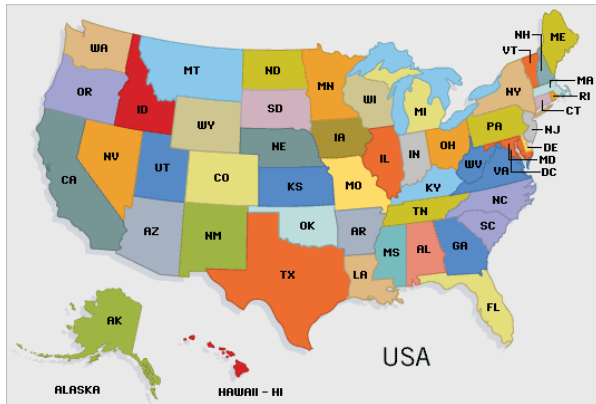 WA
OR
CA
ID
NV
MT
WY
UT
AZ
CO
NM
ND
SD
NE
KS
OK
TX
MN
IA
MO
AR
LA
WI
IL
MI
IN
OH
KY
TN
MS
AL
GA
FL
SC
NC
VA
WV
PA
NY
VT
NH
ME
MA
RI
CT
NJ
DE
MD
DC
AK
ALASKA
HAWAII - HI
USA